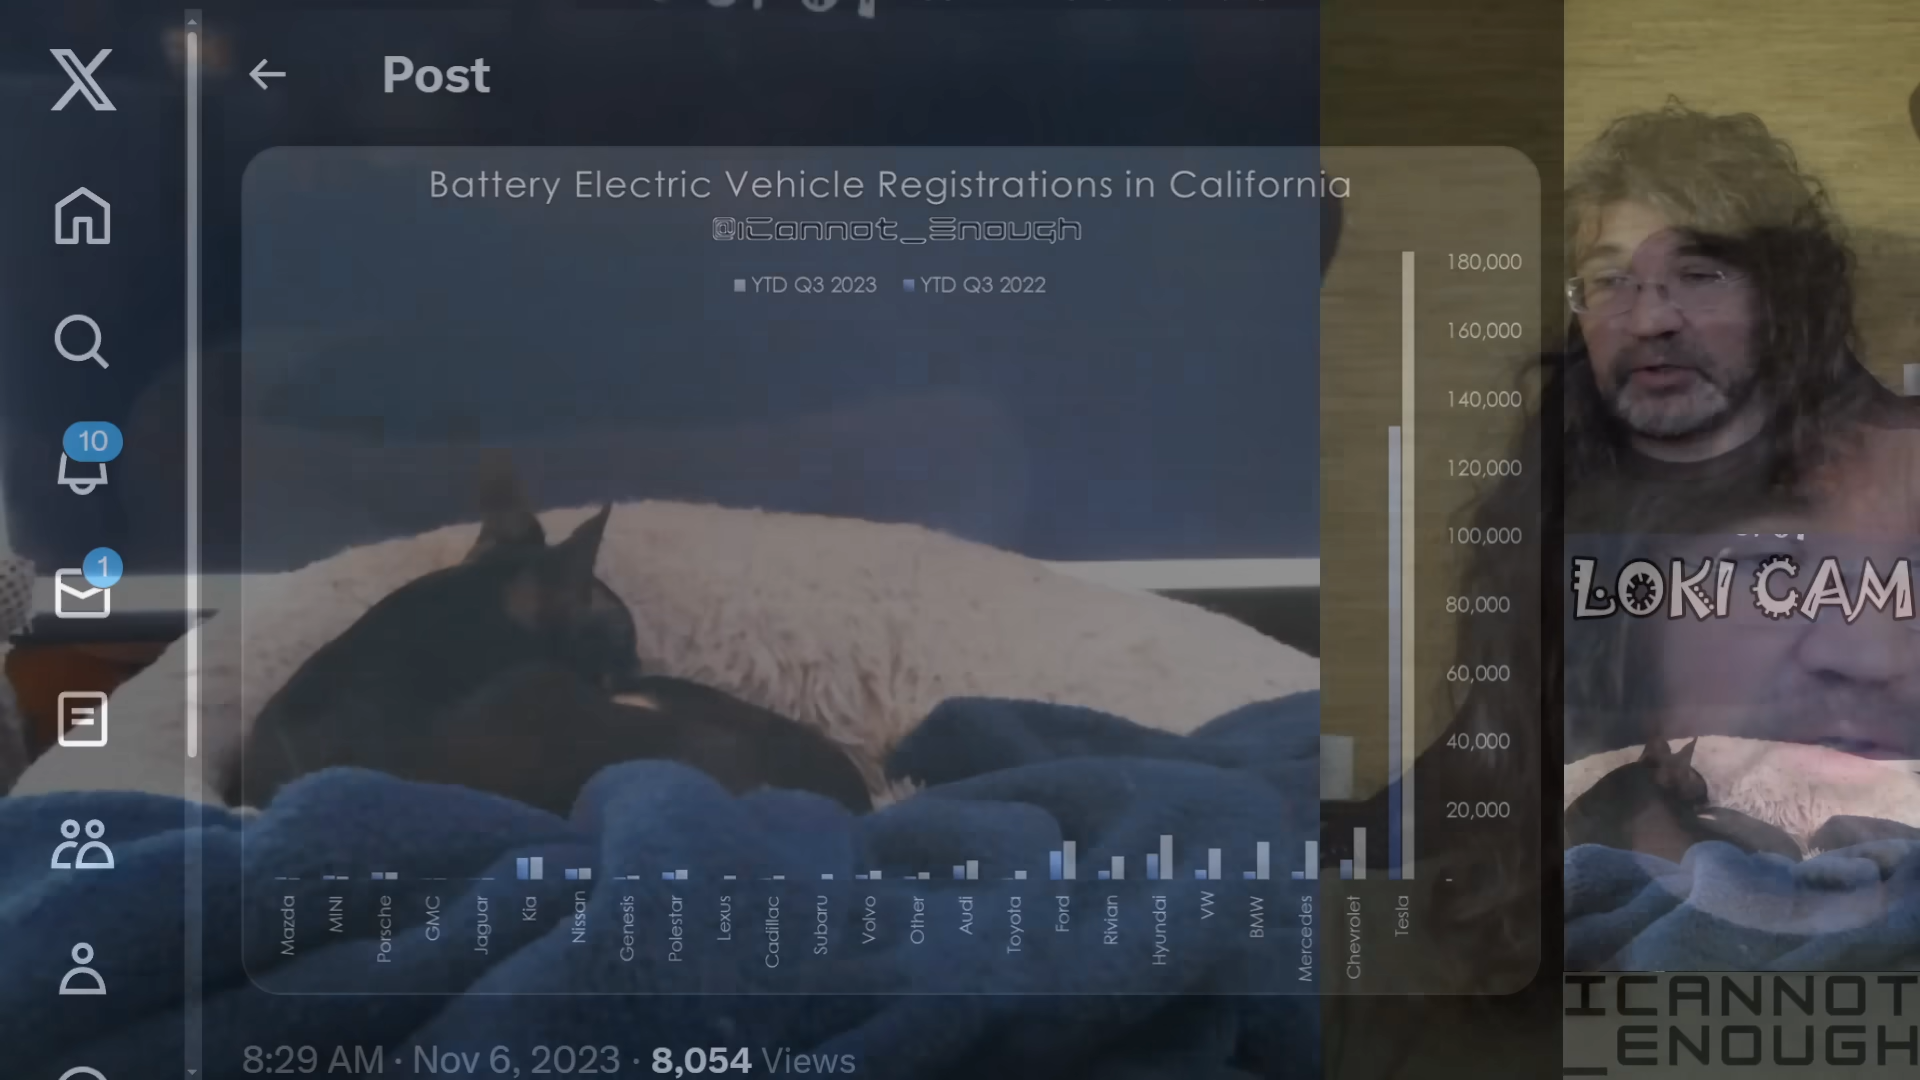 Post
Battery Electric Vehicle Registrations in California
@iCannot_Enough
YTD Q3 2023 YTD Q3 2022
180,000
160,000
140,000
120,000
100,000
80,000
60,000
40,000
20,000
-
10
1
Mazda
MINI
Porsche
GMC
Jaguar
Kia
Nissan
Genesis
Polestar
Lexus
Cadillac
Subaru
Volvo
Other
Audi
Toyota
Ford
Rivian
Hyundai
VW
BMW
Mercedes
Chevrolet
Tesla
8:29 AM · Nov 6, 2023 · 8,054 Views
LOKI CAM
ICANNOT
_ENOUGH